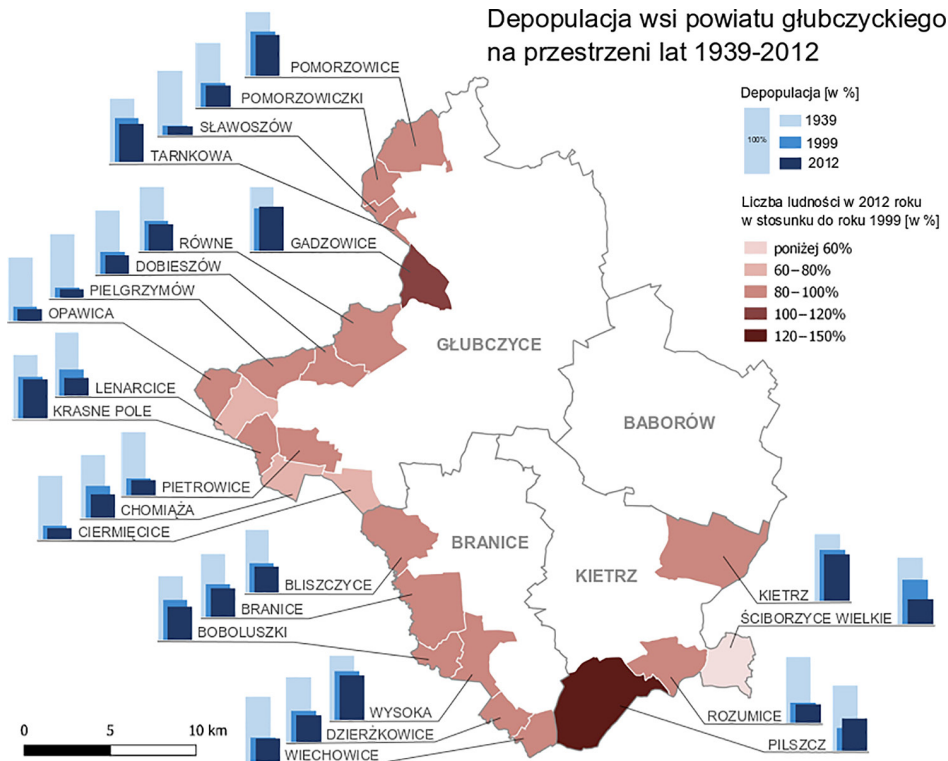 Depopulacja wsi powiatu głubczyckiego
na przestrzeni lat 1939-2012
Depopulacja [w %]
100%
1939
1999
2012
Liczba ludności w 2012 roku
w stosunku do roku 1999 [w %]
poniżej 60%
60–80%
80–100%
100–120%
120–150%
POMORZOWICE
POMORZOWICZKI
SŁAWOSZÓW
TARNKOWA
RÓWNE
GADZOWICE
DOBIESZÓW
PIELGRZYMÓW
OPAWICA
GŁUBCZYCE
LENARCICE
KRASNE POLE
BABORÓW
PIETROWICE
CHOMIĄŻA
CIERMIĘCICE
BRANICE
KIETRZ
BLISZCZYCE
BRANICE
BOBOLUSZKI
KIETRZ
ŚCIBORZYCE WIELKIE
WYSOKA
DZIERŻKOWICE
WIECHOWICE
ROZUMICE
PILSZCZ
0 5 10 km